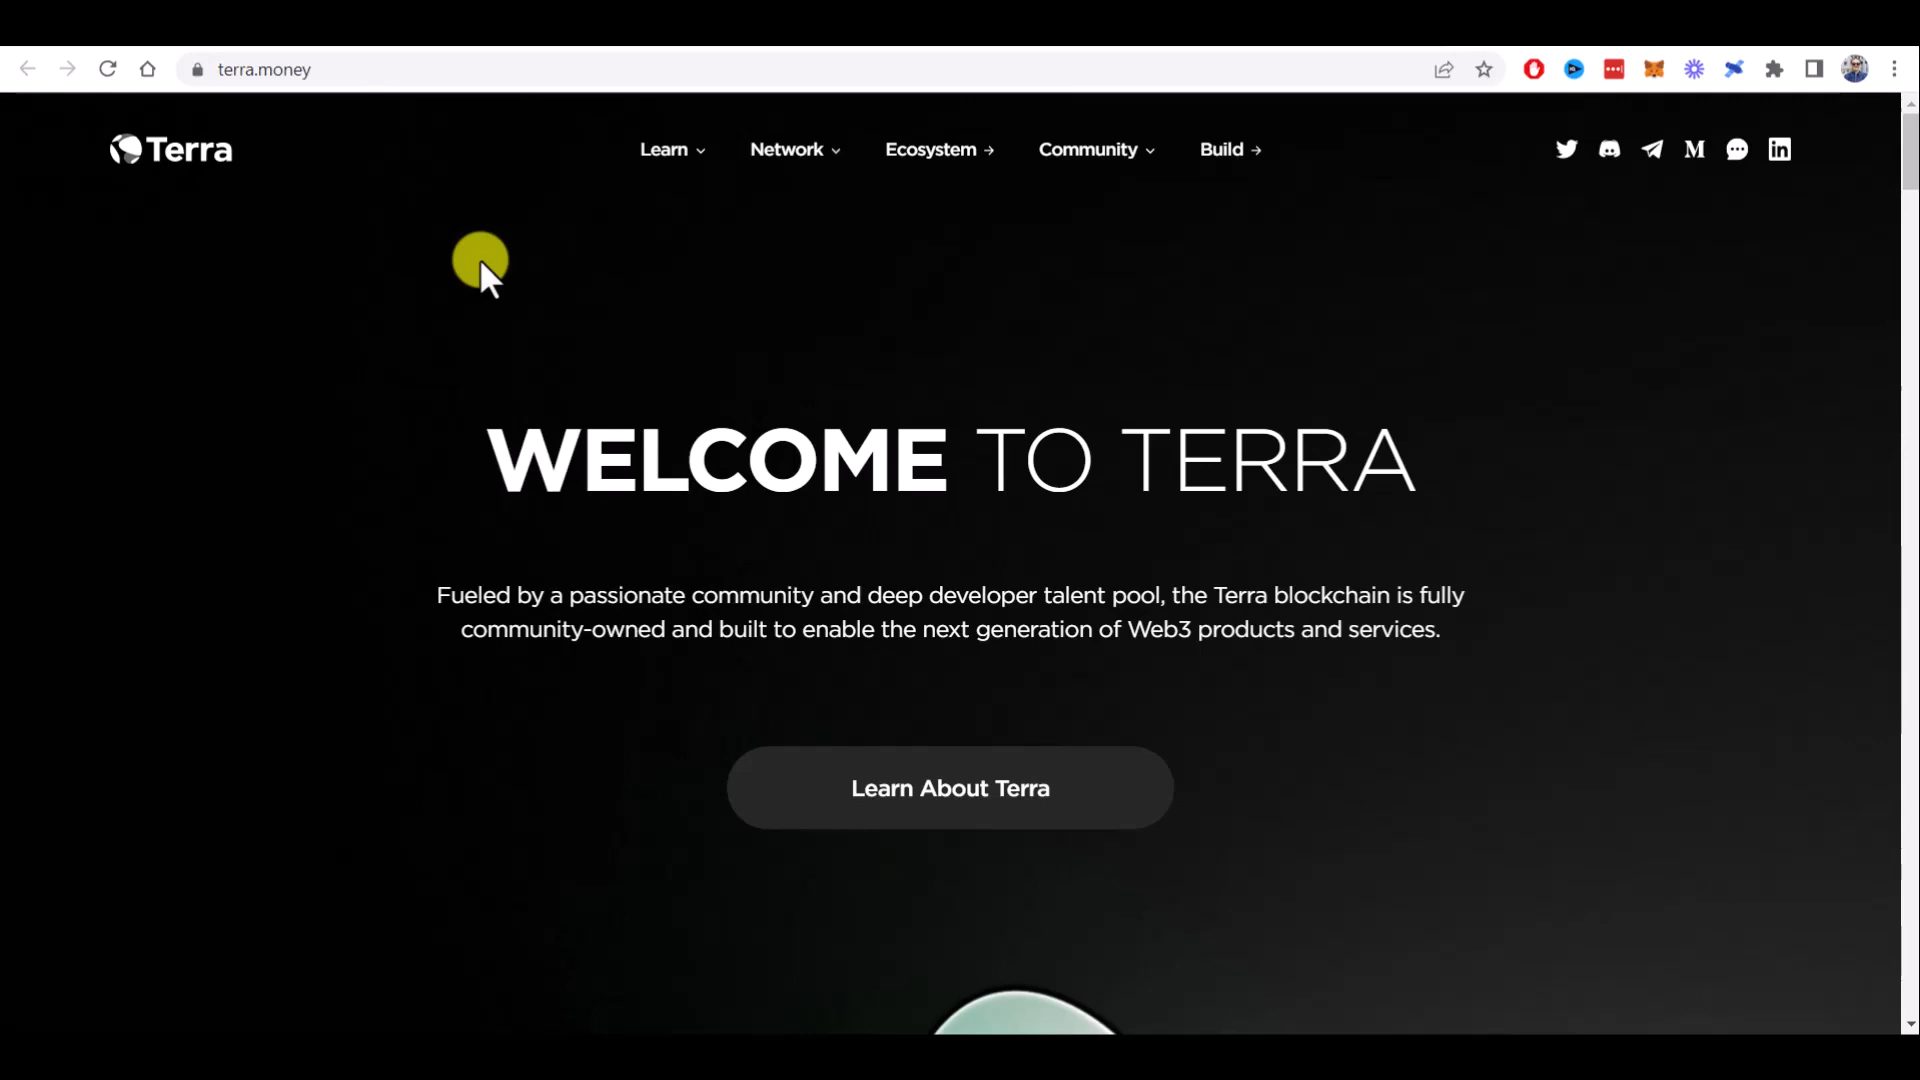 terra.money
Terra
Learn
Network
Ecosystem
Community
Build
M
in
WELCOME TO TERRA
Fueled by a passionate community and deep developer talent pool, the Terra blockchain is fully
community-owned and built to enable the next generation of Web3 products and services.
Learn About Terra